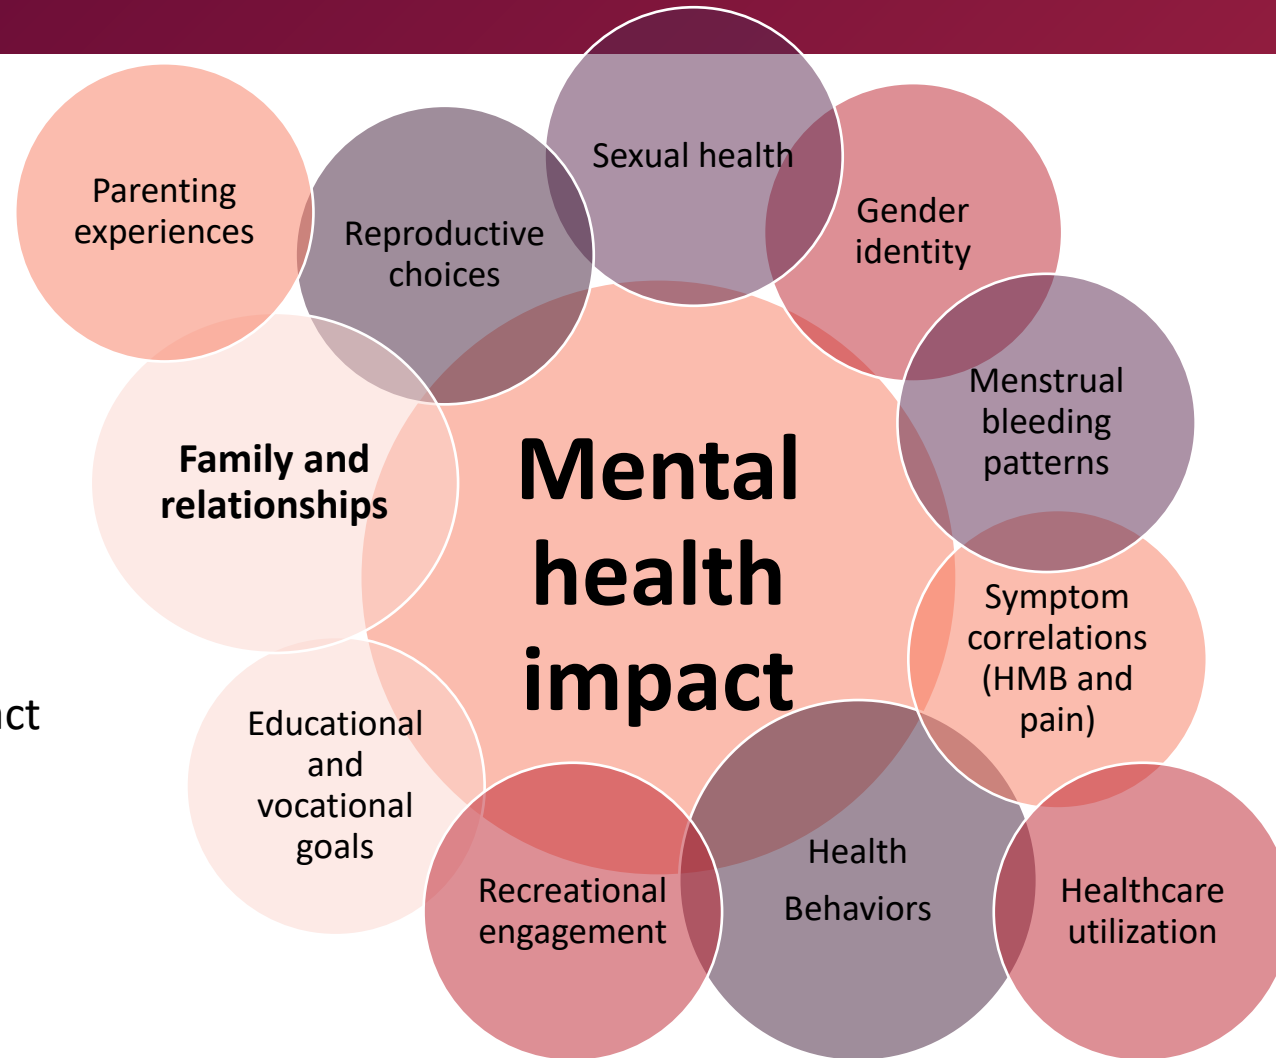 Sexual health
Parenting
experiences
Reproductive
choices
Gender
identity
Menstrual
bleeding
patterns
Family and
relationships
Mental
health
impact
Symptom
correlations
(HMB and
pain)
Educational
and
vocational
goals
Health
Behaviors
Recreational
engagement
Healthcare
utilization